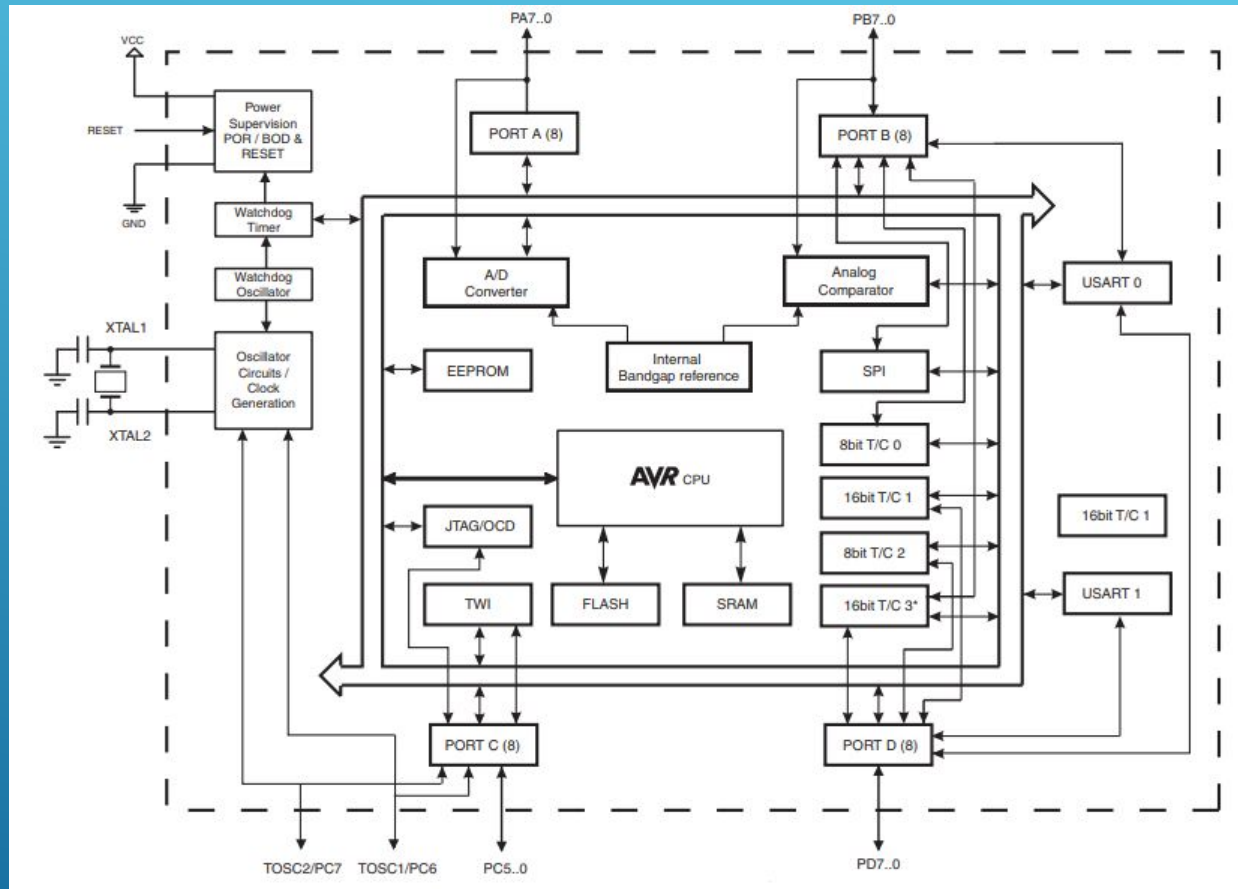 PA7..0
PB7..0
VCC
Power
Supervision
POR / BOD &
RESET
RESET
GND
PORT A (8)
PORT B (8)
Watchdog
Timer
Watchdog
Oscillator
A/D
Converter
Analog
Comparator
USART 0
XTAL1
Oscillator
Circuits /
Clock
Generation
XTAL2
EEPROM
Internal
Bandgap reference
SPI
8bit T/C 0
AVR CPU
16bit T/C 1
16bit T/C 1
JTAG/OCD
8bit T/C 2
TWI
FLASH
SRAM
16bit T/C 3*
USART 1
PORT C (8)
PORT D (8)
TOSC2/PC7
TOSC1/PC6
PC5..0
PD7..0